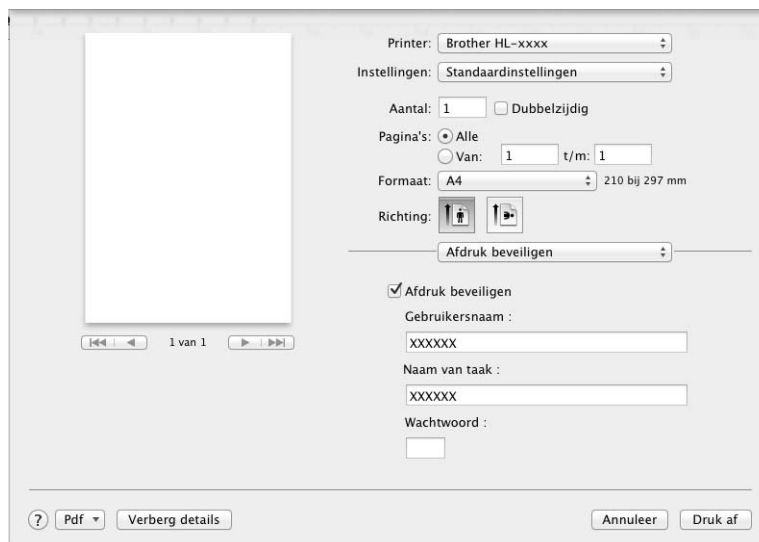 Printer: Brother HL-xxxx
Instellingen: Standaardinstellingen
Aantal: 1 Dubbelzijdig
Pagina's: Alle
Van: 1 t/m: 1
Formaat: A4 210 bij 297 mm
Richting:
Afdruk beveiligen
Afdruk beveiligen
Gebruikersnaam :
XXXXXX
Naam van taak :
XXXXXX
Wachtwoord :
1 van 1
? Pdf Verberg details Annuleer Druk af